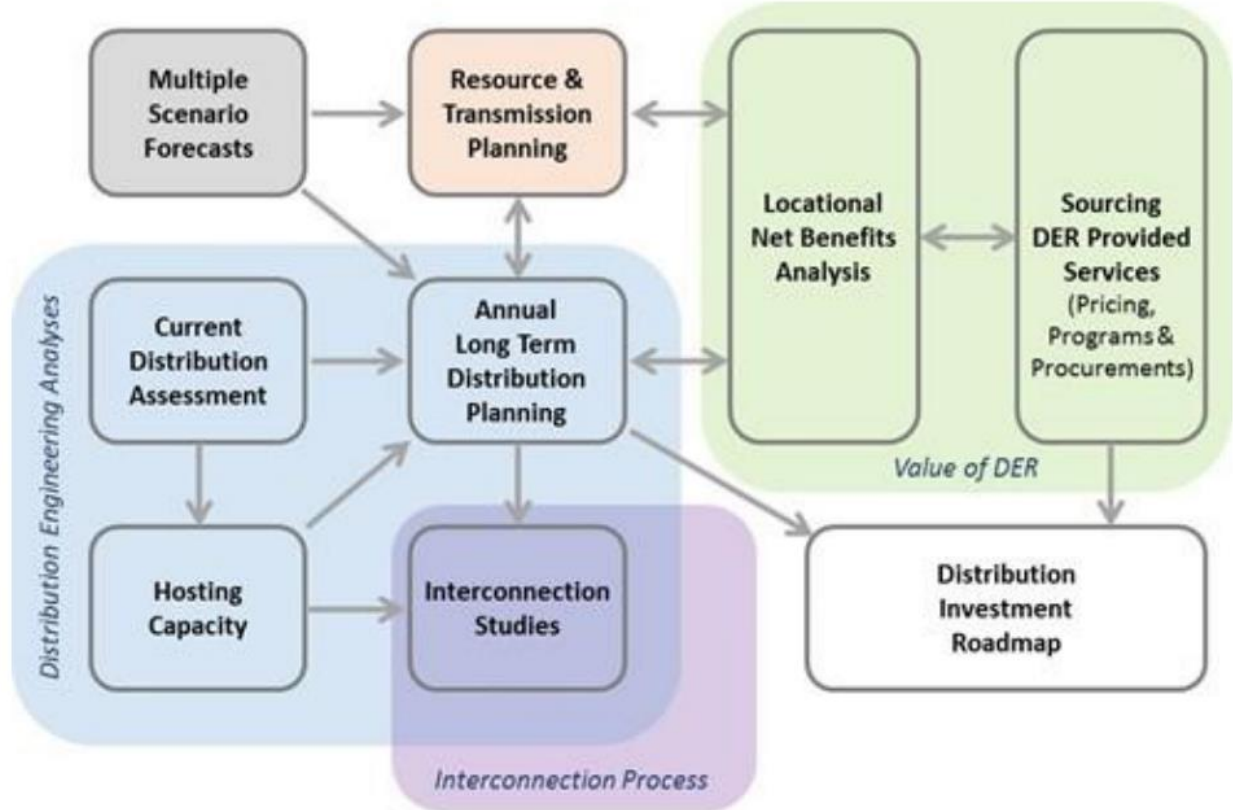 Multiple
Scenario
Forecasts
Resource &
Transmission
Planning
Locational
Net Benefits
Analysis
Sourcing
DER Provided
Services
(Pricing,
Programs &
Procurements)
Value of DER
Distribution Engineering Analyses
Current
Distribution
Assessment
Annual
Long Term
Distribution
Planning
Hosting
Capacity
Interconnection
Studies
Interconnection Process
Distribution
Investment
Roadmap